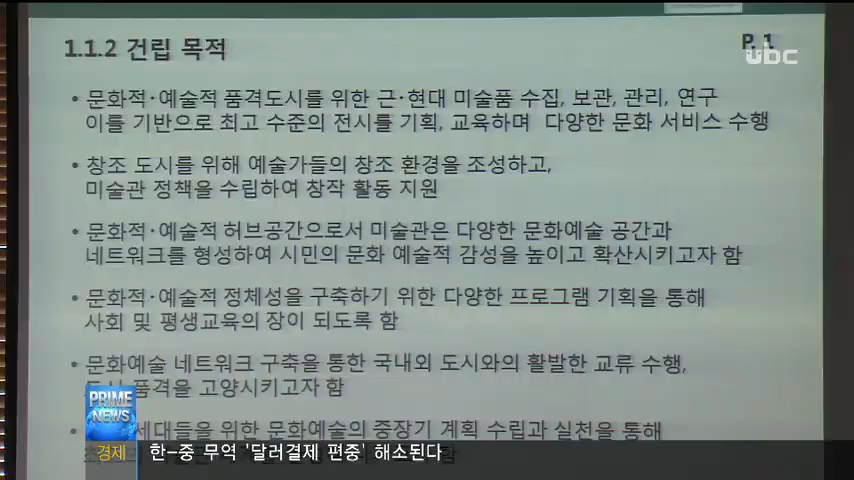 1.1.2 건립 목적
P. 1
ubc
• 문화적·예술적 품격도시를 위한 근·현대 미술품 수집, 보관, 관리, 연구
이를 기반으로 최고 수준의 전시를 기획, 교육하며 다양한 문화 서비스 수행
• 창조 도시를 위해 예술가들의 창조 환경을 조성하고,
미술관 정책을 수립하여 창작 활동 지원
• 문화적·예술적 허브공간으로서 미술관은 다양한 문화예술 공간과
네트워크를 형성하여 시민의 문화 예술적 감성을 높이고 확산시키고자 함
• 문화적·예술적 정체성을 구축하기 위한 다양한 프로그램 기획을 통해
사회 및 평생교육의 장이 되도록 함
• 문화예술 네트워크 구축을 통한 국내외 도시와의 활발한 교류 수행,
품격을 고양시키고자 함
세대들을 위한 문화예술의 중장기 계획 수립과 실천을 통해
함
PRIME
NEWS
경제 한-중 무역 '달러결제 편중' 해소된다